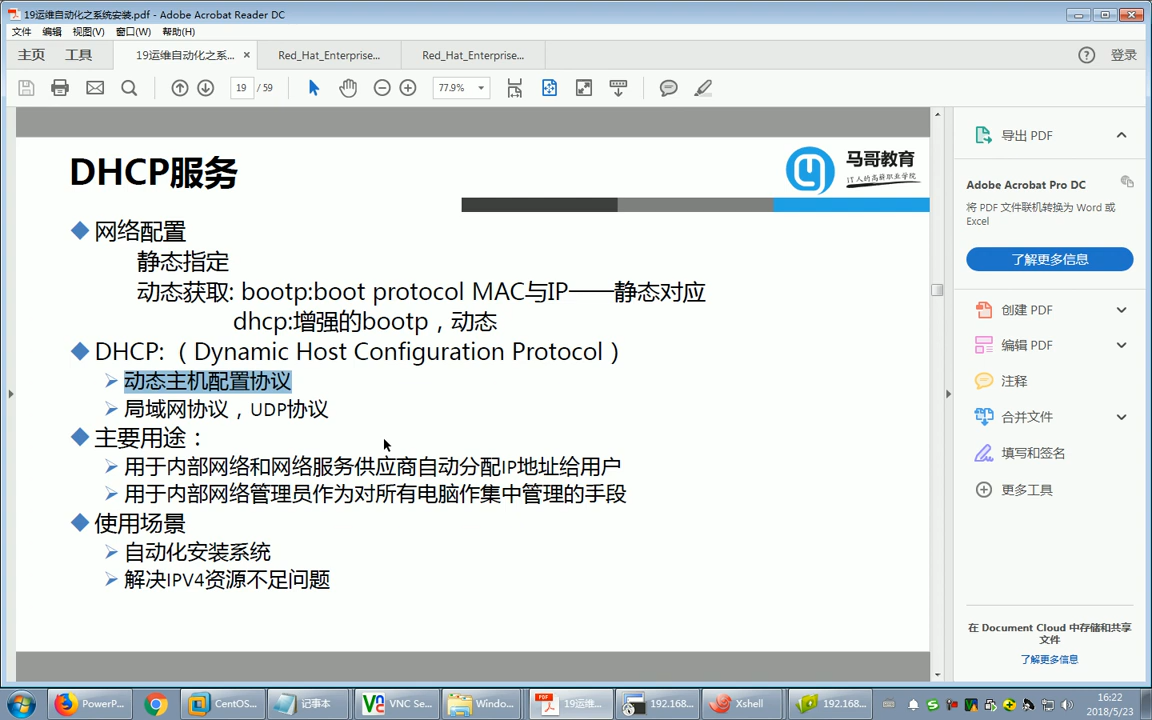 19运维自动化之系统安装.pdf - Adobe Acrobat Reader DC
文件 编辑 视图(V) 窗口(W) 帮助(H)
主页 工具 19运维自动化之系... × Red_Hat_Enterprise... Red_Hat_Enterprise... 登录
19 / 59 77.9%
DHCP服务
马哥教育
IT人的高薪职业学院
网络配置
静态指定
动态获取: bootp:boot protocol MAC与IP——静态对应
dhcp:增强的bootp，动态
DHCP: （Dynamic Host Configuration Protocol）
动态主机配置协议
局域网协议，UDP协议
主要用途：
用于内部网络和网络服务供应商自动分配IP地址给用户
用于内部网络管理员作为对所有电脑作集中管理的手段
使用场景
自动化安装系统
解决IPV4资源不足问题
导出 PDF
Adobe Acrobat Pro DC
将 PDF 文件联机转换为 Word 或
Excel
了解更多信息
创建 PDF
编辑 PDF
注释
合并文件
填写和签名
更多工具
在 Document Cloud 中存储和共享
文件
了解更多信息
PowerP... CentOS... 记事本 VNC Se... Windo... 19运维... 192.168... Xshell 192.168...
16:22
2018/5/23